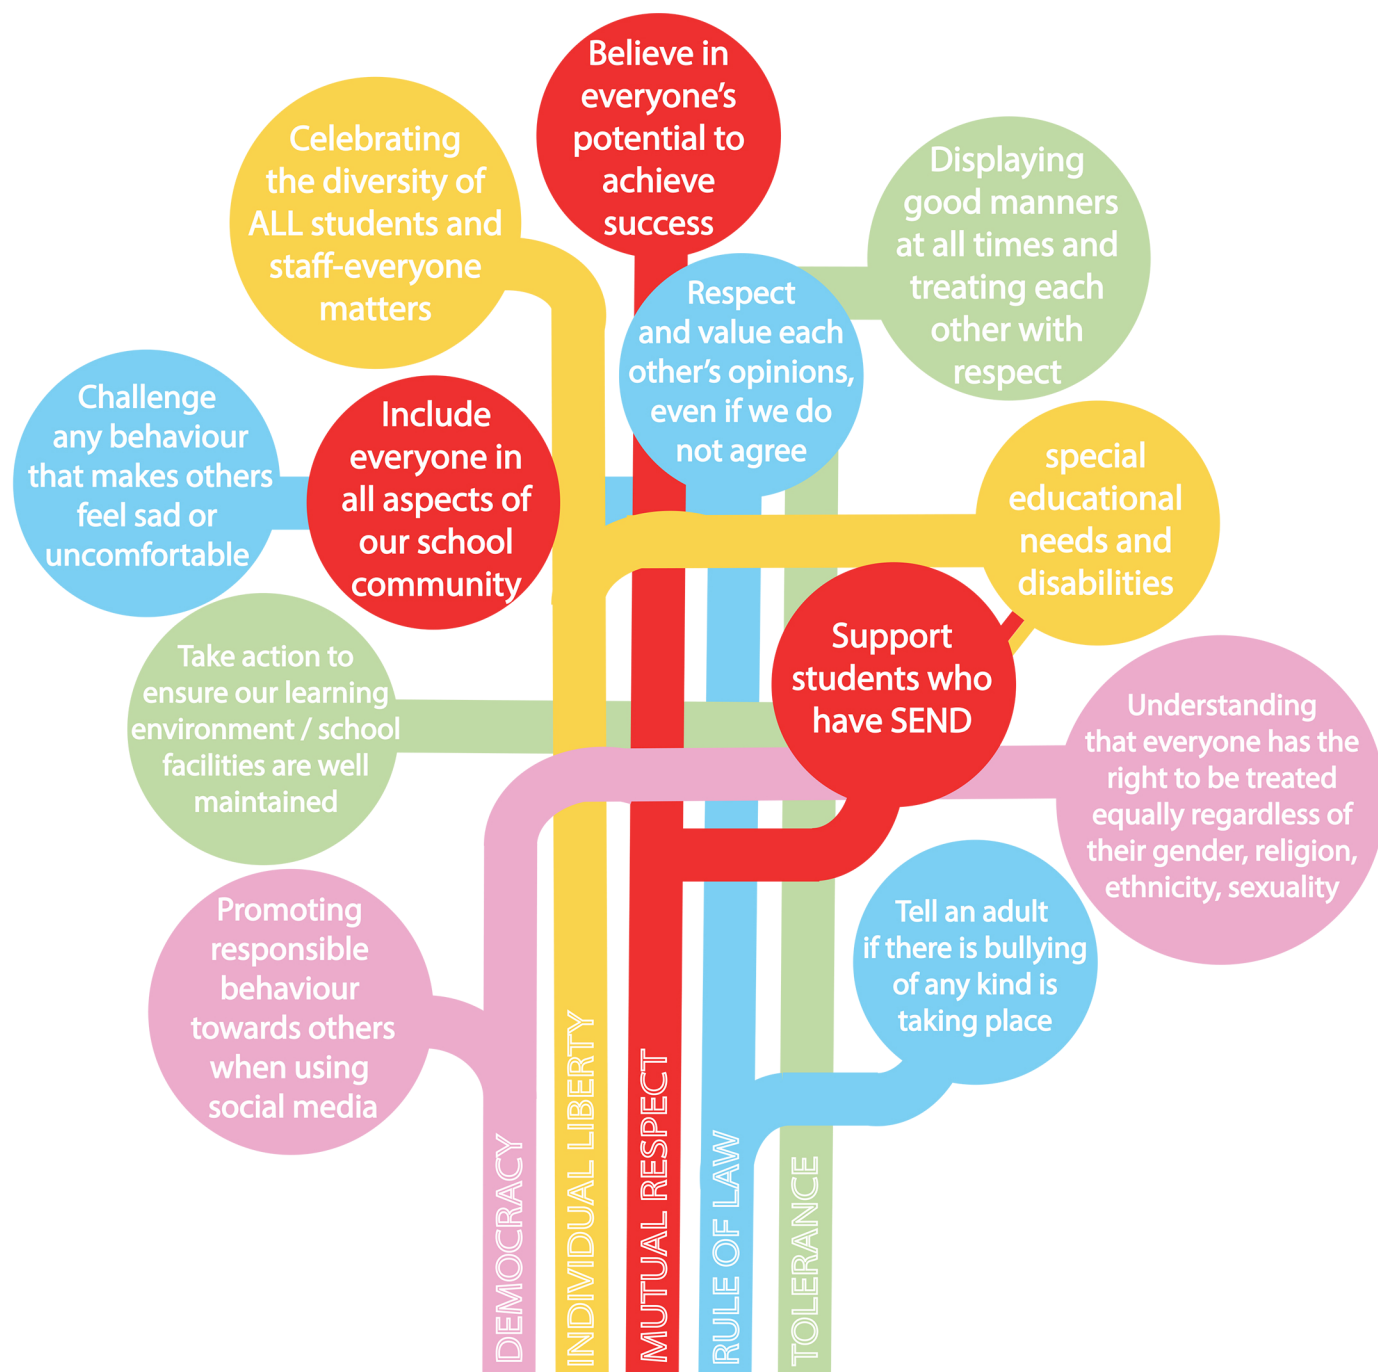 Believe in
everyone's
potential to
achieve
success
Celebrating
the diversity of
ALL students and
staff-everyone
matters
Displaying
good manners
at all times and
treating each
other with
respect
Respect
and value each
other's opinions,
even if we do
not agree
Challenge
any behaviour
that makes others
feel sad or
uncomfortable
Include
everyone in
all aspects of
our school
community
special
educational
needs and
disabilities
Support
students who
have SEND
Take action to
ensure our learning
environment / school
facilities are well
maintained
Understanding
that everyone has the
right to be treated
equally regardless of
their gender, religion,
ethnicity, sexuality
Promoting
responsible
behaviour
towards others
when using
social media
Tell an adult
if there is bullying
of any kind is
taking place
DEMOCRACY
INDIVIDUAL LIBERTY
MUTUAL RESPECT
RULE OF LAW
TOLERANCE